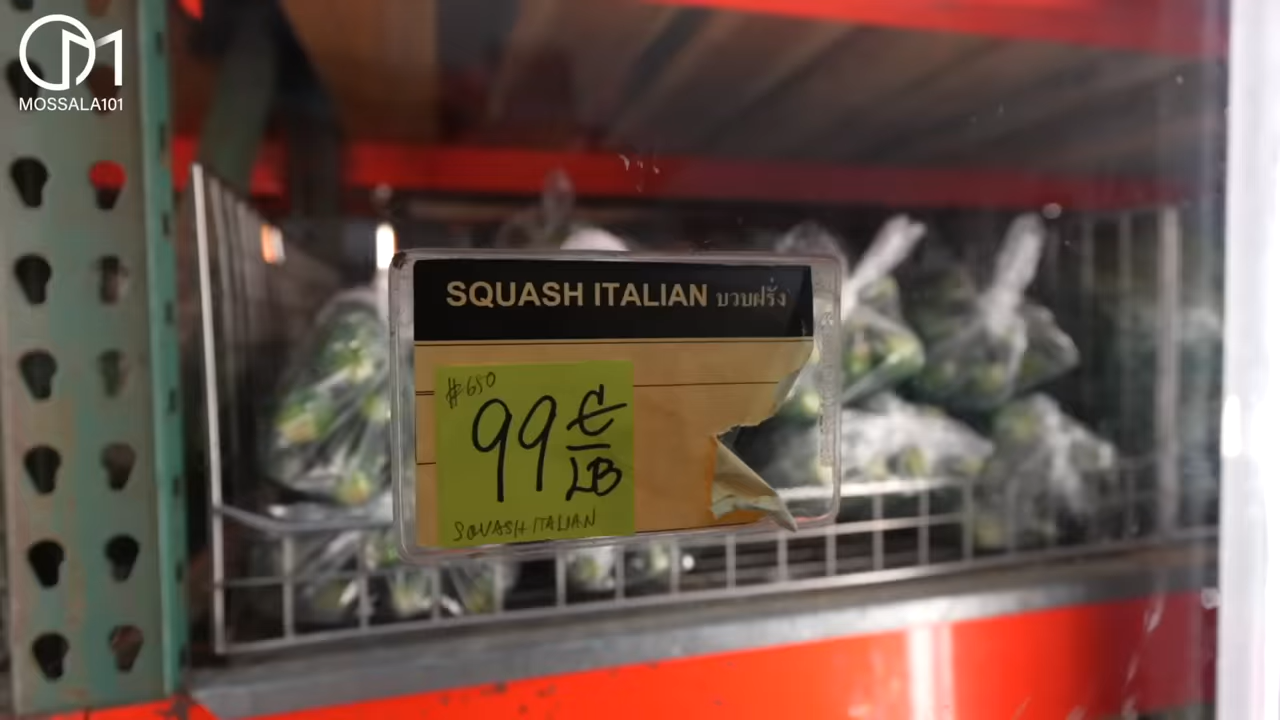 MOSSALA101
SQUASH ITALIAN บวบฝรั่ง
#650
99¢
LB
SQUASH ITALIAN